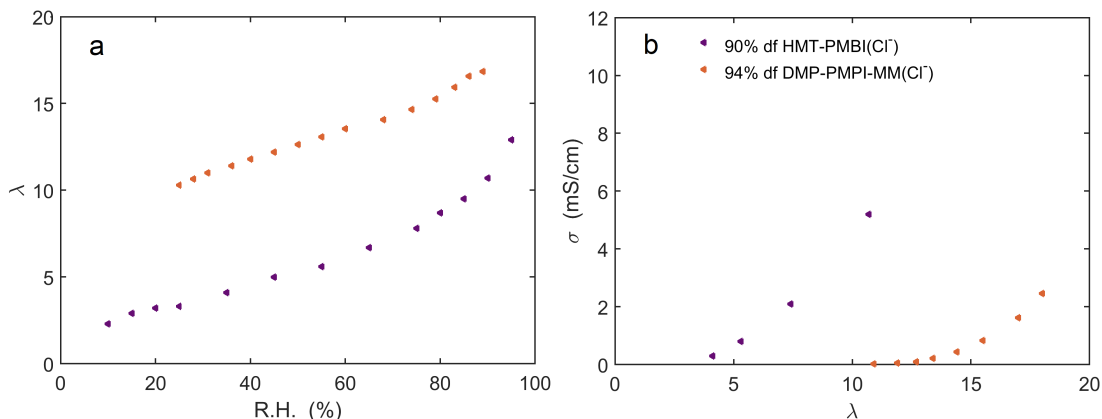 a
20
15
10
5
0
λ
0 20 40 60 80 100
R.H. (%)
b
90% df HMT-PMBI(Cl⁻)
94% df DMP-PMPI-MM(Cl⁻)
12
10
8
6
4
2
0
σ (mS/cm)
0 5 10 15 20
λ